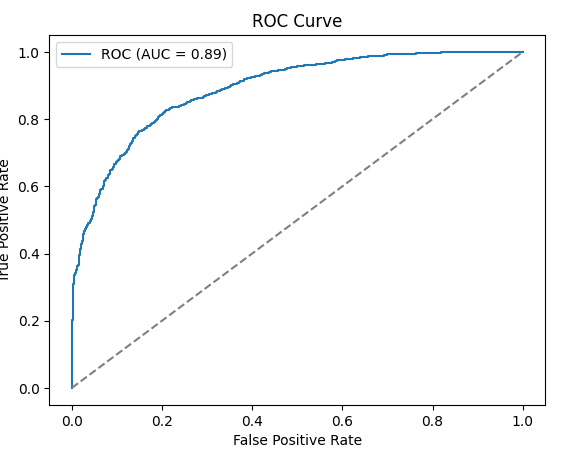 ROC Curve
ROC (AUC = 0.89)
True Positive Rate
1.0
0.8
0.6
0.4
0.2
0.0
0.0 0.2 0.4 0.6 0.8 1.0
False Positive Rate